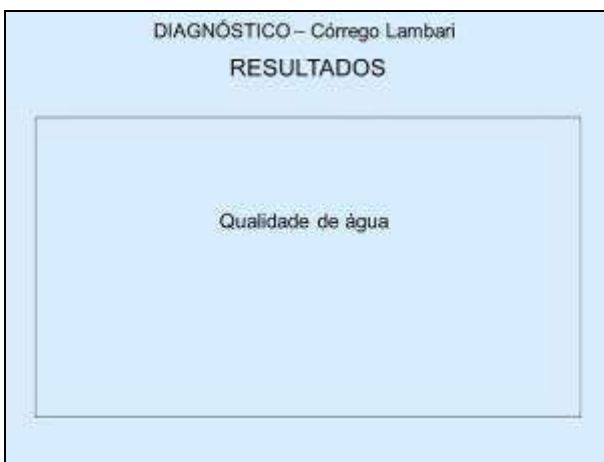 DIAGNÓSTICO – Córrego Lambari
RESULTADOS
Qualidade de água